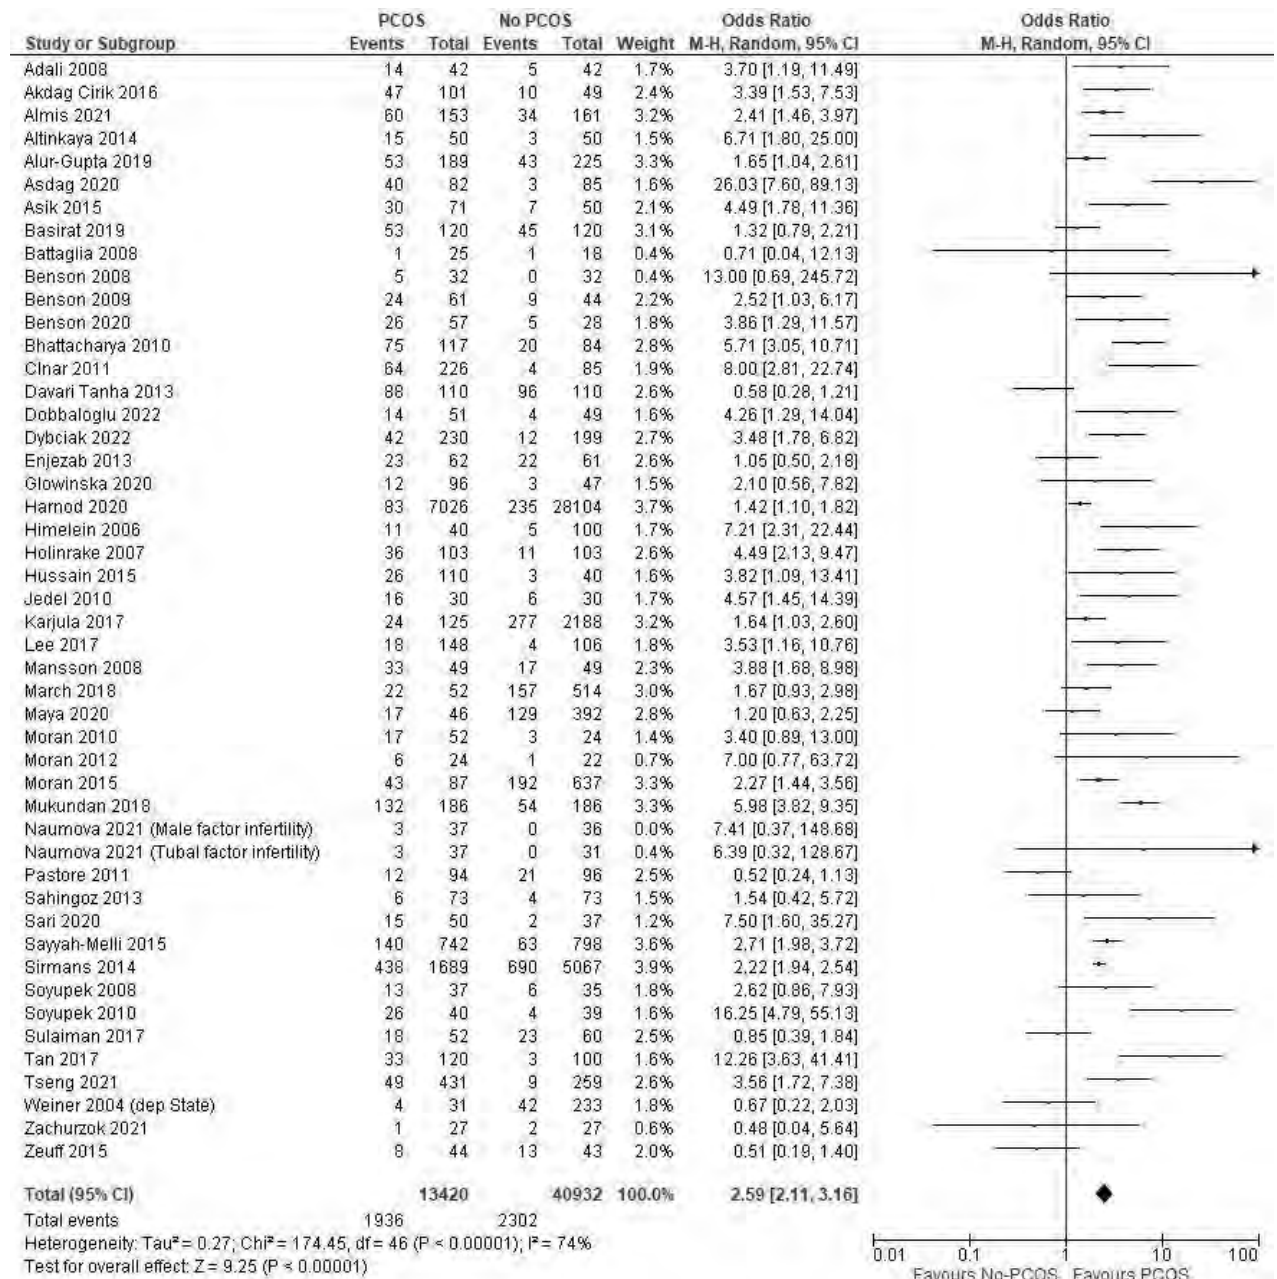 PCOS No PCOS Odds Ratio Odds Ratio
Study or Subgroup Events Total Events Total Weight M-H, Random, 95% CI M-H, Random, 95% CI
Adali 2008 14 42 5 42 1.7% 3.70 [1.19, 11.49]
Akdag Cirik 2016 47 101 10 49 2.4% 3.39 [1.53, 7.53]
Almis 2021 60 153 34 161 3.2% 2.41 [1.46, 3.97]
Altinkaya 2014 15 50 3 50 1.5% 6.71 [1.80, 25.00]
Alur-Gupta 2019 53 189 43 225 3.3% 1.65 [1.04, 2.61]
Asdag 2020 40 82 3 85 1.6% 26.03 [7.60, 89.13]
Asik 2015 30 71 7 50 2.1% 4.49 [1.78, 11.36]
Basirat 2019 53 120 45 120 3.1% 1.32 [0.79, 2.21]
Battaglia 2008 1 25 1 18 0.4% 0.71 [0.04, 12.13]
Benson 2008 5 32 0 32 0.4% 13.00 [0.69, 245.72]
Benson 2009 24 61 9 44 2.2% 2.52 [1.03, 6.17]
Benson 2020 26 57 5 28 1.8% 3.86 [1.29, 11.57]
Bhattacharya 2010 75 117 20 84 2.8% 5.71 [3.05, 10.71]
CInar 2011 64 226 4 85 1.9% 8.00 [2.81, 22.74]
Davari Tanha 2013 88 110 96 110 2.5% 0.58 [0.28, 1.21]
Dobbaloglu 2022 14 51 4 49 1.6% 4.26 [1.29, 14.04]
Dybciak 2022 42 230 12 199 2.7% 3.48 [1.78, 6.82]
Enjezab 2013 23 62 22 61 2.6% 1.05 [0.50, 2.18]
Glowinska 2020 12 96 3 47 1.5% 2.10 [0.56, 7.82]
Harnod 2020 83 7026 235 28104 3.7% 1.42 [1.10, 1.82]
Himelein 2006 11 40 5 100 1.7% 7.21 [2.31, 22.44]
Holinrake 2007 36 103 11 103 2.6% 4.49 [2.13, 9.47]
Hussain 2015 26 110 3 40 1.6% 3.82 [1.09, 13.41]
Jedel 2010 16 30 6 30 1.7% 4.57 [1.45, 14.39]
Karjula 2017 24 125 277 2188 3.2% 1.64 [1.03, 2.60]
Lee 2017 18 148 4 106 1.8% 3.53 [1.16, 10.76]
Mansson 2008 33 49 17 49 2.3% 3.88 [1.68, 8.98]
March 2018 22 52 157 514 3.0% 1.67 [0.93, 2.98]
Maya 2020 17 46 129 392 2.8% 1.20 [0.63, 2.25]
Moran 2010 17 52 3 24 1.4% 3.40 [0.89, 13.00]
Moran 2012 6 24 1 22 0.7% 7.00 [0.77, 63.72]
Moran 2015 43 87 192 637 3.3% 2.27 [1.44, 3.56]
Mukundan 2018 132 186 54 186 3.3% 5.98 [3.82, 9.35]
Naumova 2021 (Male factor infertility) 3 37 0 36 0.0% 7.41 [0.37, 148.68]
Naumova 2021 (Tubal factor infertility) 3 37 0 31 0.4% 6.39 [0.32, 128.67]
Pastore 2011 12 94 21 96 2.5% 0.52 [0.24, 1.13]
Sahingoz 2013 6 73 4 73 1.5% 1.54 [0.42, 5.72]
Sari 2020 15 50 2 37 1.2% 7.50 [1.60, 35.27]
Sayyah-Melli 2015 140 742 63 798 3.6% 2.71 [1.98, 3.72]
Sirmans 2014 438 1689 690 5067 3.9% 2.22 [1.94, 2.54]
Soyupek 2008 13 37 6 35 1.8% 2.62 [0.86, 7.93]
Soyupek 2010 26 40 4 39 1.6% 16.25 [4.79, 55.13]
Sulaiman 2017 18 52 23 60 2.5% 0.85 [0.39, 1.84]
Tan 2017 33 120 3 100 1.6% 12.26 [3.63, 41.41]
Tseng 2021 49 431 9 259 2.6% 3.56 [1.72, 7.38]
Weiner 2004 (dep State) 4 31 42 233 1.8% 0.67 [0.22, 2.03]
Zachurzok 2021 1 27 2 27 0.6% 0.48 [0.04, 5.64]
Zeuff 2015 8 44 13 43 2.0% 0.51 [0.19, 1.40]
Total (95% CI) 13420 40932 100.0% 2.59 [2.11, 3.16]
Total events 1936 2302
Heterogeneity: Tau² = 0.27; Chi² = 174.45, df = 46 (P < 0.00001); I² = 74%
Test for overall effect: Z = 9.25 (P < 0.00001)
0.01 0.1 1 10 100
Favours No-PCOS Favours PCOS